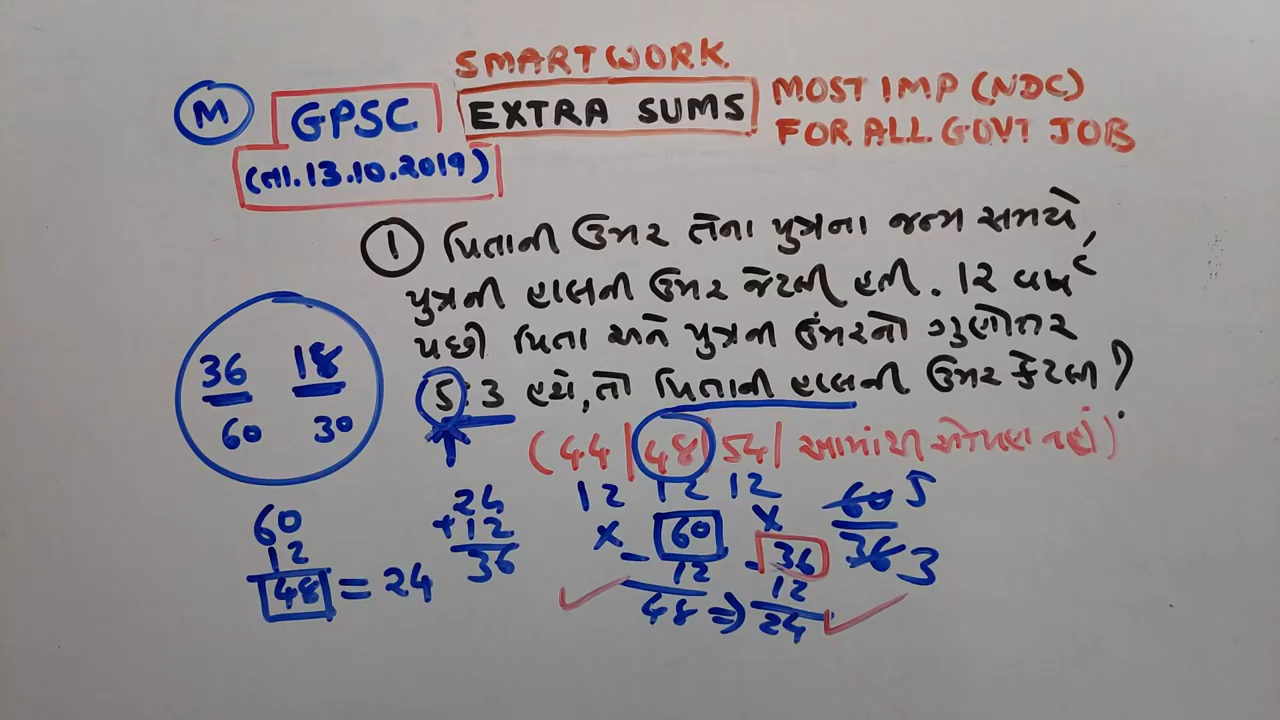 SMART WORK
M GPSC EXTRA SUMS MOST IMP (NDC)
(તા.13.10.2019) FOR ALL GOVT JOB
① પિતાની ઉંમર તેના પુત્રના જન્મ સમયે,
પુત્રની હાલની ઉંમર જેટલી હતી. 12 વર્ષ
પછી પિતા અને પુત્રની ઉંમરનો ગુણોત્તર
5:3 હશે, તો પિતાની હાલની ઉંમર કેટલી?
(44 | 48 | 54 | આમાંથી એકપણ નહીં)
36 18
60 30
60
12
48 = 24
24
+12
36
12 12 12
x 60 x
- 12
48 ⇒
- 36
12
24
60 5
36 3